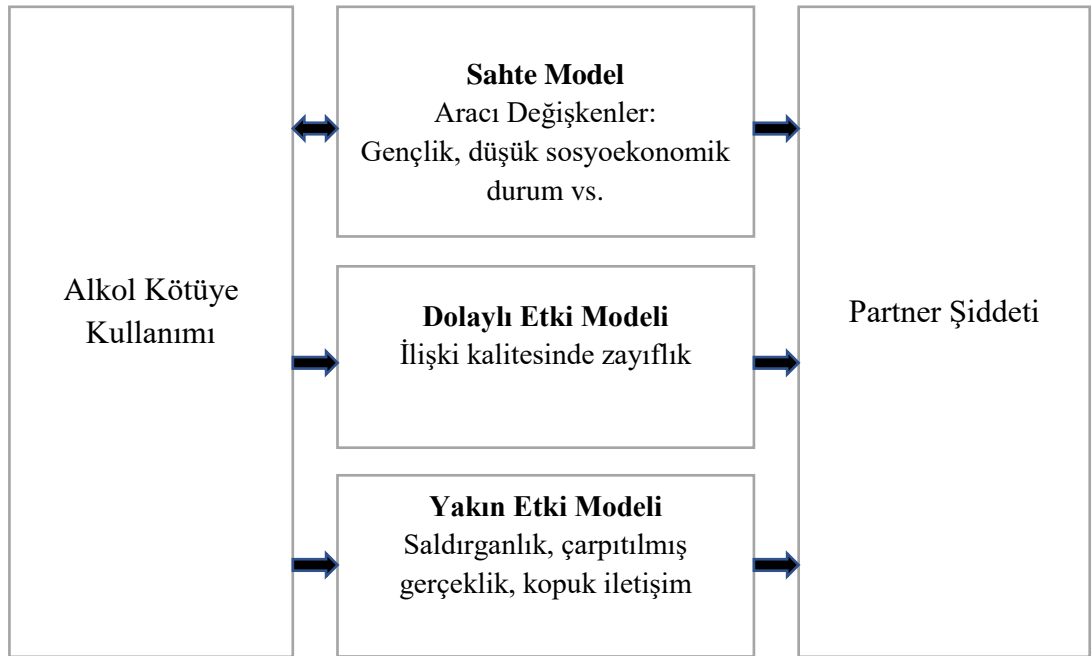 Alkol Kötüye
Kullanımı
Sahte Model
Aracı Değişkenler:
Gençlik, düşük sosyoekonomik
durum vs.
Dolaylı Etki Modeli
İlişki kalitesinde zayıflık
Yakın Etki Modeli
Saldırganlık, çarpıtılmış
gerçeklik, kopuk iletişim
Partner Şiddeti